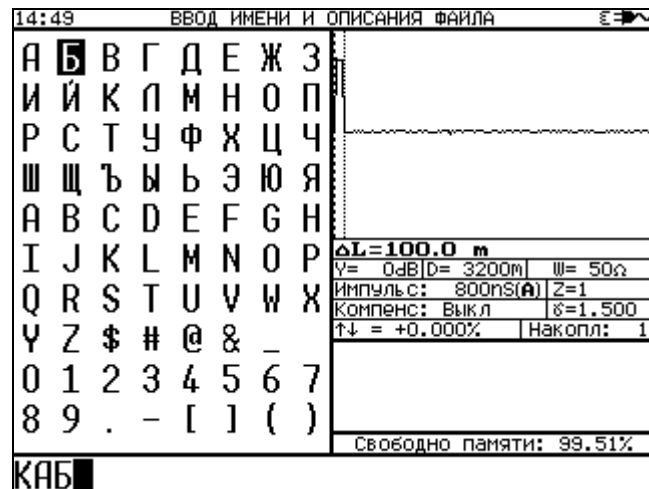 14:49 ВВОД ИМЕНИ И ОПИСАНИЯ ФАЙЛА
А Б В Г Д Е Ж З
И Й К Л М Н О П
Р С Т У Ф Х Ц Ч
Ш Щ Ъ Ы Ь Э Ю Я
A B C D E F G H
I J K L M N O P
Q R S T U V W X
Y Z $ # @ & _
0 1 2 3 4 5 6 7
8 9 . - [ ] ( )
ΔL=100.0 m
Y= 0dB D= 3200m W= 50Ω
Импульс: 800nS(A) Z=1
Компенс: Выкл ४=1.500
↑↓ = +0.000% Накопл: 1
Свободно памяти: 99.51%
КАБ